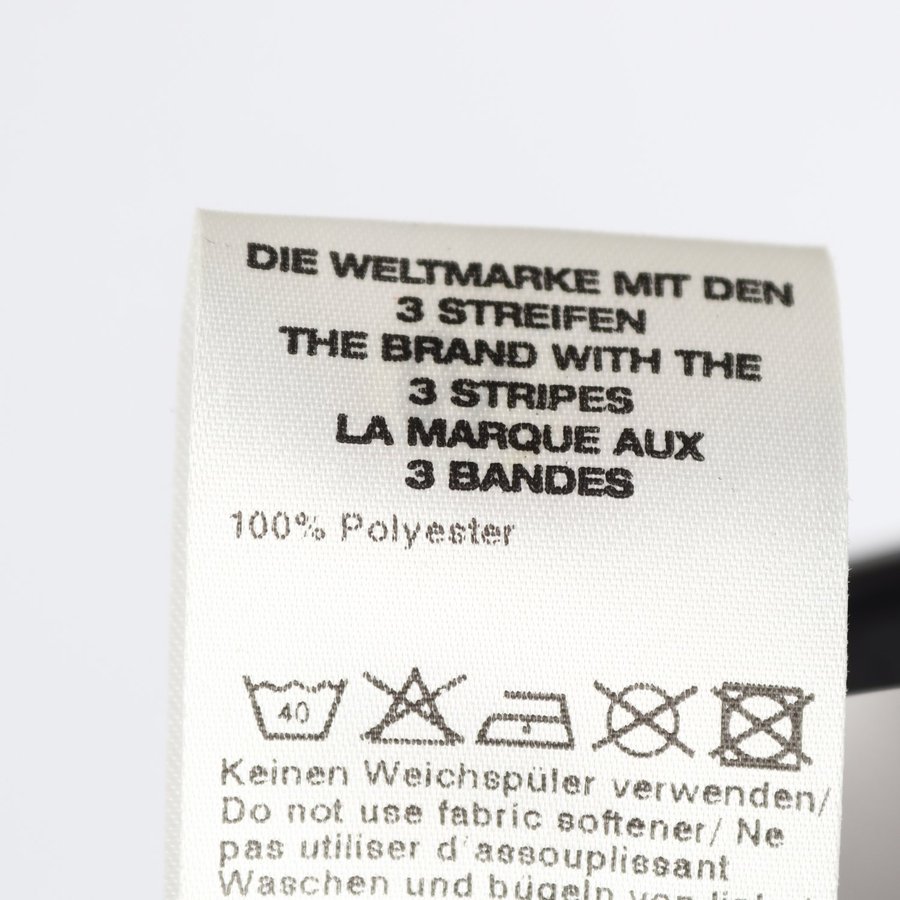 DIE WELTMARKE MIT DEN
3 STREIFEN
THE BRAND WITH THE
3 STRIPES
LA MARQUE AUX
3 BANDES
100% Polyester
40
Keinen Weichspüler verwenden/
Do not use fabric softener/ Ne
pas utiliser d'assouplissant
Waschen und bügeln von